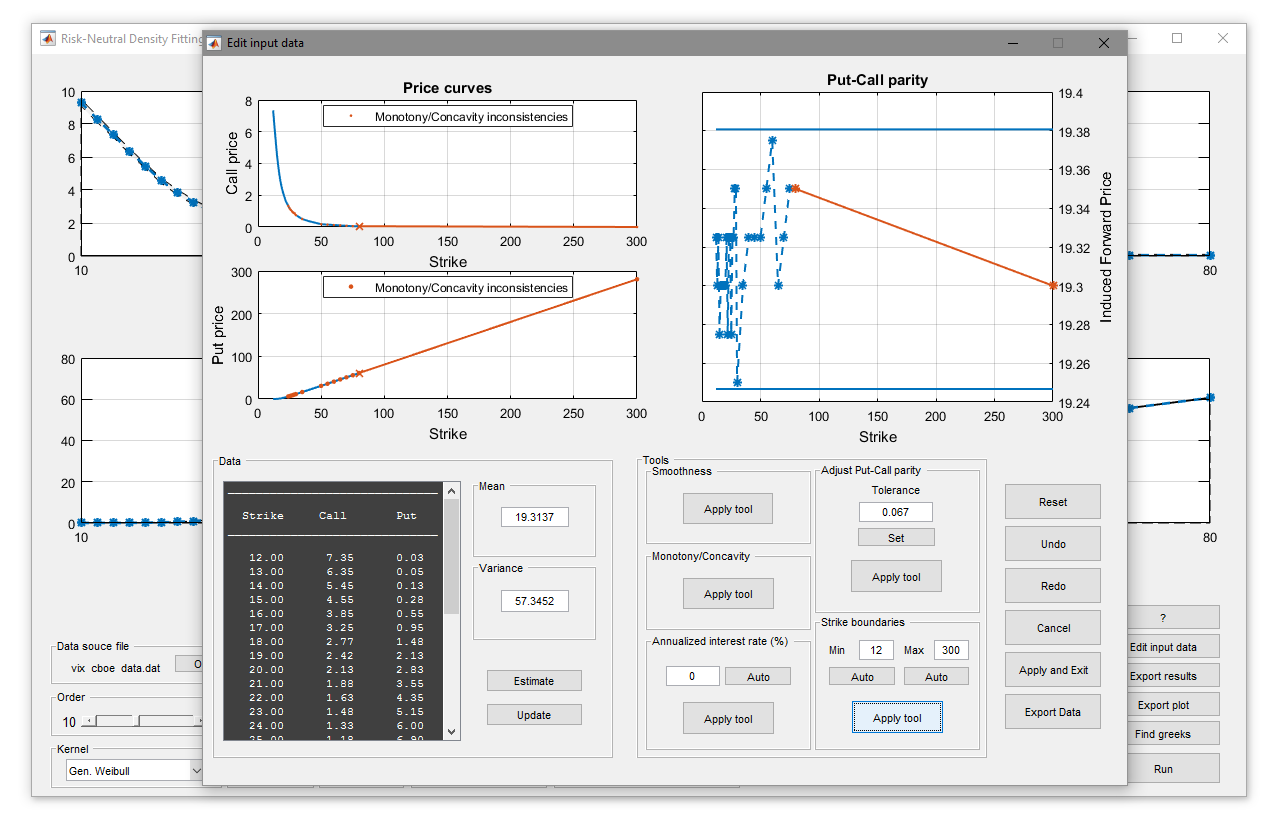 Risk-Neutral Density Fitting
Edit input data
10
8
6
4
2
0
10
80
60
40
20
0
10
Data souce file
vix_cboe_data.dat
O
Order
10
Kernel
Gen. Weibull
Price curves
Monotony/Concavity inconsistencies
Call price
8
6
4
2
0
0 50 100 150 200 250 300
Strike
Monotony/Concavity inconsistencies
Put price
300
200
100
0
0 50 100 150 200 250 300
Strike
Put-Call parity
19.4
19.38
19.36
19.34
19.32
19.3
19.28
19.26
19.24
Induced Forward Price
0 50 100 150 200 250 300
Strike
Data
Strike Call Put
12.00 7.35 0.03
13.00 6.35 0.05
14.00 5.45 0.13
15.00 4.55 0.28
16.00 3.85 0.55
17.00 3.25 0.95
18.00 2.77 1.48
19.00 2.42 2.13
20.00 2.13 2.83
21.00 1.88 3.55
22.00 1.63 4.35
23.00 1.48 5.15
24.00 1.33 6.00
25.00 1.18 6.90
Mean
19.3137
Variance
57.3452
Estimate
Update
Tools
Smoothness
Apply tool
Monotony/Concavity
Apply tool
Annualized interest rate (%)
0 Auto
Apply tool
Adjust Put-Call parity
Tolerance
0.067
Set
Apply tool
Strike boundaries
Min 12 Max 300
Auto Auto
Apply tool
Reset
Undo
Redo
Cancel
Apply and Exit
Export Data
80
80
?
Edit input data
Export results
Export plot
Find greeks
Run